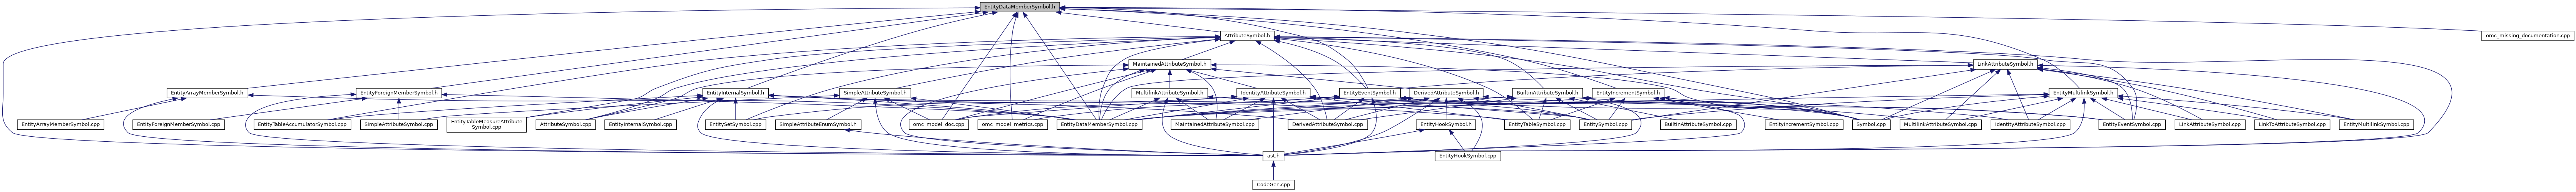 EntityDataMemberSymbol.h
AttributeSymbol.h
omc_missing_documentation.cpp
MaintainedAttributeSymbol.h
LinkAttributeSymbol.h
EntityArrayMemberSymbol.h
EntityForeignMemberSymbol.h
EntityInternalSymbol.h
SimpleAttributeSymbol.h
MultilinkAttributeSymbol.h
IdentityAttributeSymbol.h
EntityEventSymbol.h
DerivedAttributeSymbol.h
BuiltinAttributeSymbol.h
EntityIncrementSymbol.h
EntityMultilinkSymbol.h
EntityArrayMemberSymbol.cpp
EntityForeignMemberSymbol.cpp
EntityTableAccumulatorSymbol.cpp
SimpleAttributeSymbol.cpp
EntityTableMeasureAttribute
Symbol.cpp
AttributeSymbol.cpp
EntityInternalSymbol.cpp
EntitySetSymbol.cpp
SimpleAttributeEnumSymbol.h
omc_model_doc.cpp
omc_model_metrics.cpp
EntityDataMemberSymbol.cpp
MaintainedAttributeSymbol.cpp
DerivedAttributeSymbol.cpp
EntityHookSymbol.h
EntityTableSymbol.cpp
EntitySymbol.cpp
BuiltinAttributeSymbol.cpp
EntityIncrementSymbol.cpp
Symbol.cpp
MultilinkAttributeSymbol.cpp
IdentityAttributeSymbol.cpp
EntityEventSymbol.cpp
LinkAttributeSymbol.cpp
LinkToAttributeSymbol.cpp
EntityMultilinkSymbol.cpp
ast.h
EntityHookSymbol.cpp
CodeGen.cpp